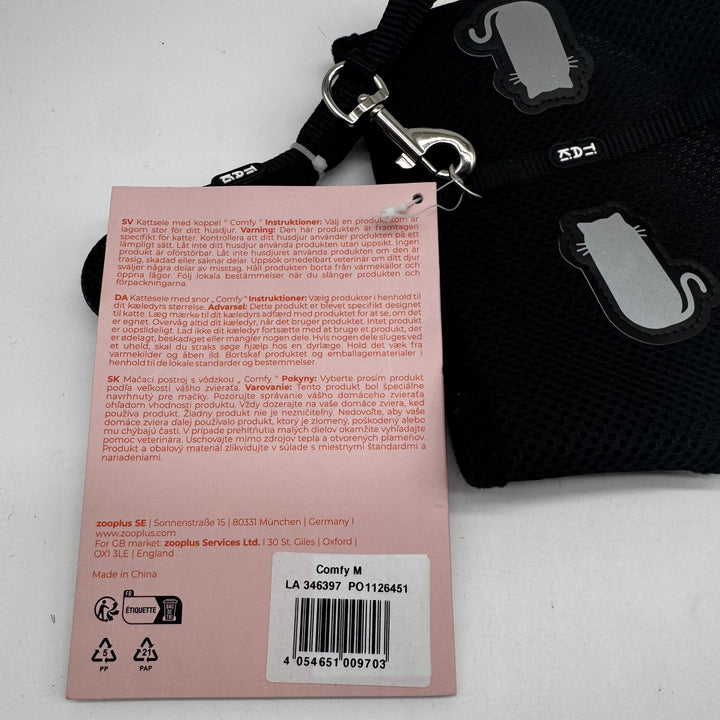 TIAKI
TIAKI
SV Kattsele med koppel “ Comfy “ Instruktioner: Välj en produkt som är
lagom stor för ditt husdjur. Varning: Den här produkten är framtagen
specifikt för katter. Kontrollera att ditt husdjur använder produkten på ett
lämpligt sätt. Låt inte ditt husdjur använda produkten utan uppsikt. Ingen
produkt är oförstörbar. Låt inte husdjuret använda produkten om den är
trasig, skadad eller saknar delar. Uppsök omedelbart veterinär om ditt djur
sväljer några delar av misstag. Håll produkten borta från värmekällor och
öppna lågor. Följ lokala bestämmelser när du slänger produkten och
förpackningarna.
DA Kattesele med snor „ Comfy “ Instruktioner: Vælg produkter i henhold til
dit kæledyrs størrelse. Advarsel: Dette produkt er blevet specifikt designet
til katte. Læg mærke til dit kæledyrs adfærd med produktet for at se, om det
er egnet. Overvåg altid dit kæledyr, når det bruger produktet. Intet produkt
er uopslideligt. Lad ikke dit kæledyr fortsætte med at bruge et produkt, der
er ødelagt, beskadiget eller mangler nogen dele. Hvis nogen dele sluges ved
et uheld, skal du straks søge hjælp hos en dyrlæge. Hold det væk fra
varmekilder og åben ild. Bortskaf produktet og emballagematerialer i
henhold til de lokale standarder og bestemmelser.
SK Mačací postroj s vôdzkou „ Comfy “ Pokyny: Vyberte prosím produkt
podľa veľkosti vášho zvieraťa. Varovanie: Tento produkt bol špeciálne
navrhnutý pre mačky. Pozorujte správanie vášho domáceho zvieraťa
ohľadom vhodnosti produktu. Vždy dozerajte na vaše domáce zviera, keď
používa produkt. Žiadny produkt nie je nezničiteľný. Nedovoľte, aby vaše
domáce zviera ďalej používalo produkt, ktorý je zlomený, poškodený alebo
mu chýbajú časti. V prípade prehltnutia malých dielov okamžite vyhľadajte
pomoc veterinára. Uschovajte mimo zdrojov tepla a otvorených plameňov.
Produkt a obalový materiál zlikvidujte v súlade s miestnymi štandardmi a
nariadeniami.
zooplus SE | Sonnenstraße 15 | 80331 München | Germany |
www.zooplus.com
For GB market: zooplus Services Ltd. | 30 St. Giles | Oxford |
OX1 3LE | England
Made in China
FR
ÉTIQUETTE
BAC
DE
TRI
5
PP
21
PAP
Comfy M
LA 346397 PO1126451
4 054651 009703